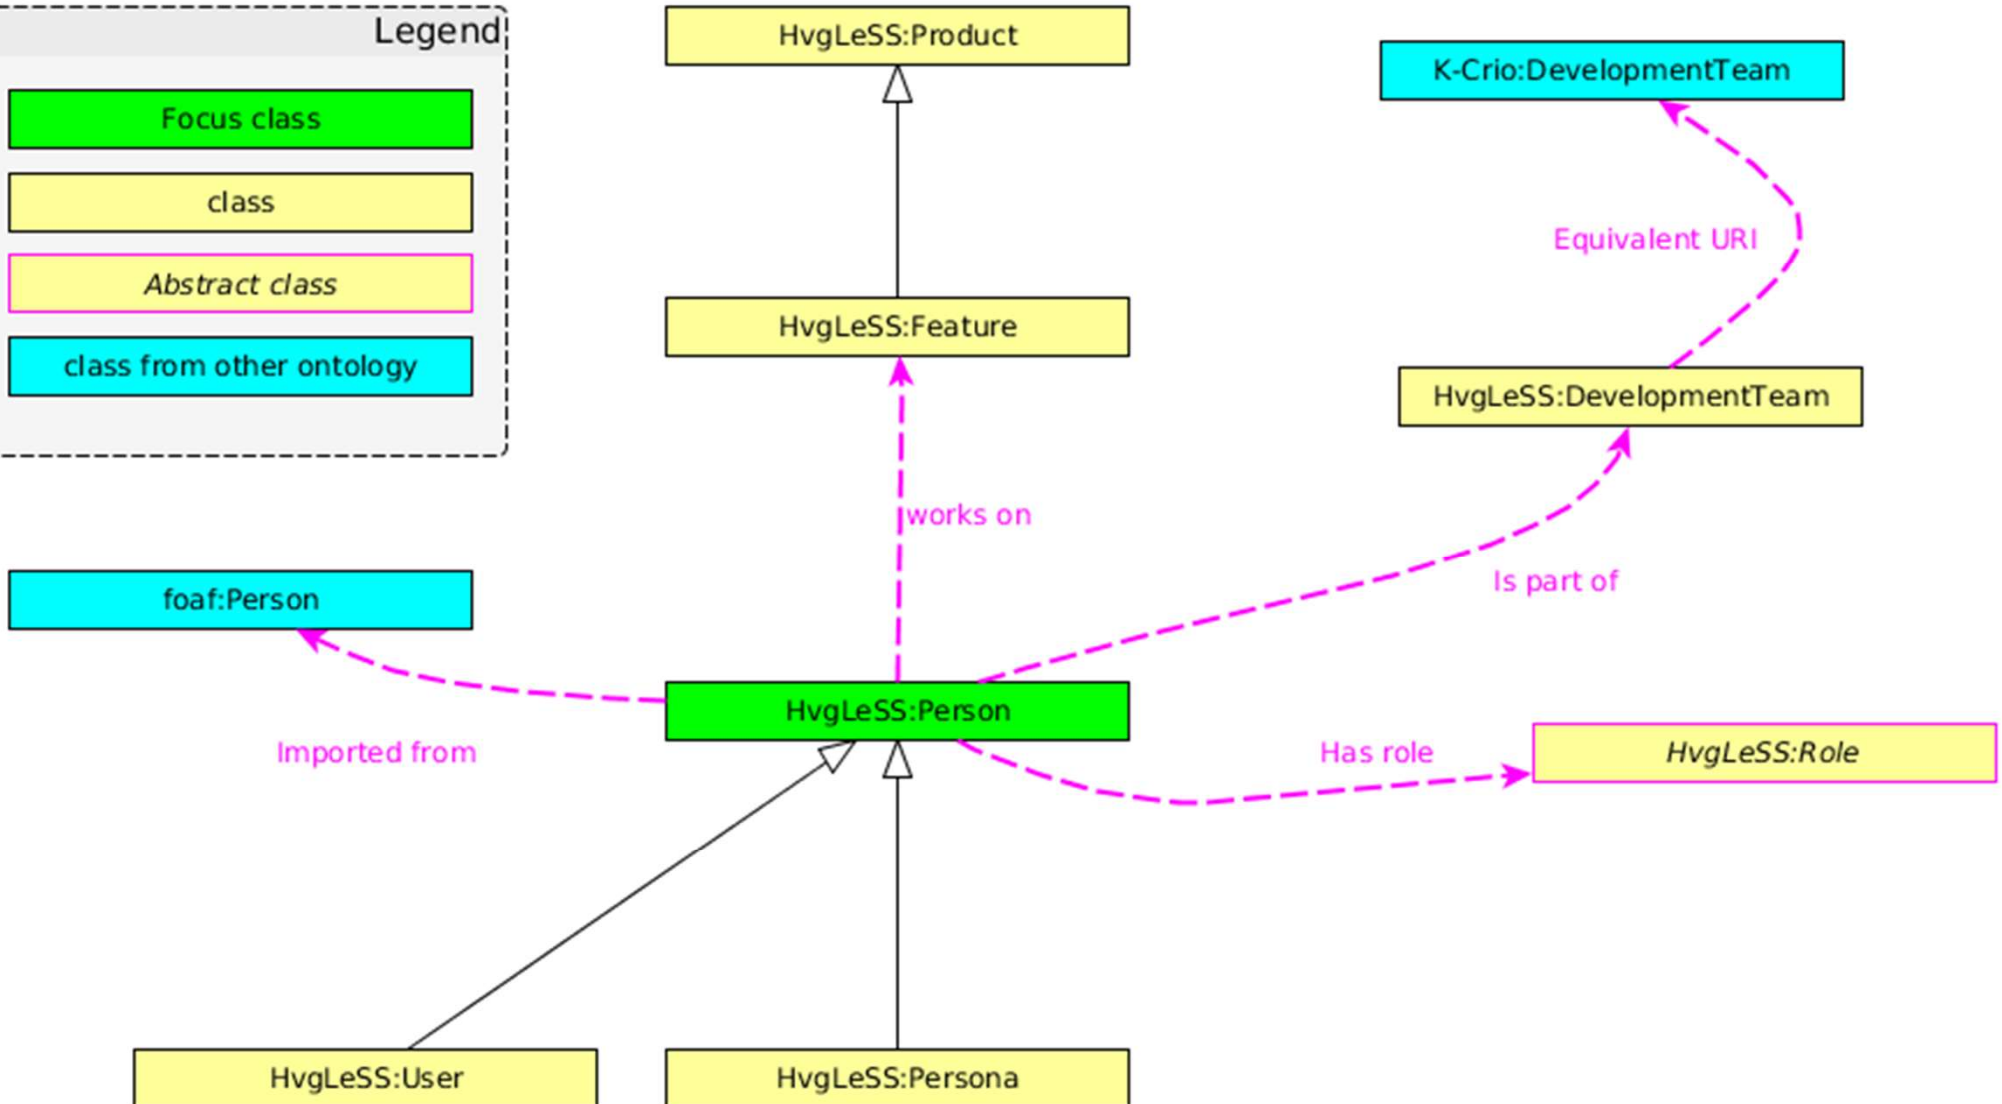 Legend
Focus class
class
Abstract class
class from other ontology
HvgLeSS:Product
K-Crio:DevelopmentTeam
Equivalent URI
HvgLeSS:Feature
HvgLeSS:DevelopmentTeam
works on
Is part of
foaf:Person
HvgLeSS:Person
Imported from
Has role
HvgLeSS:Role
HvgLeSS:User
HvgLeSS:Persona